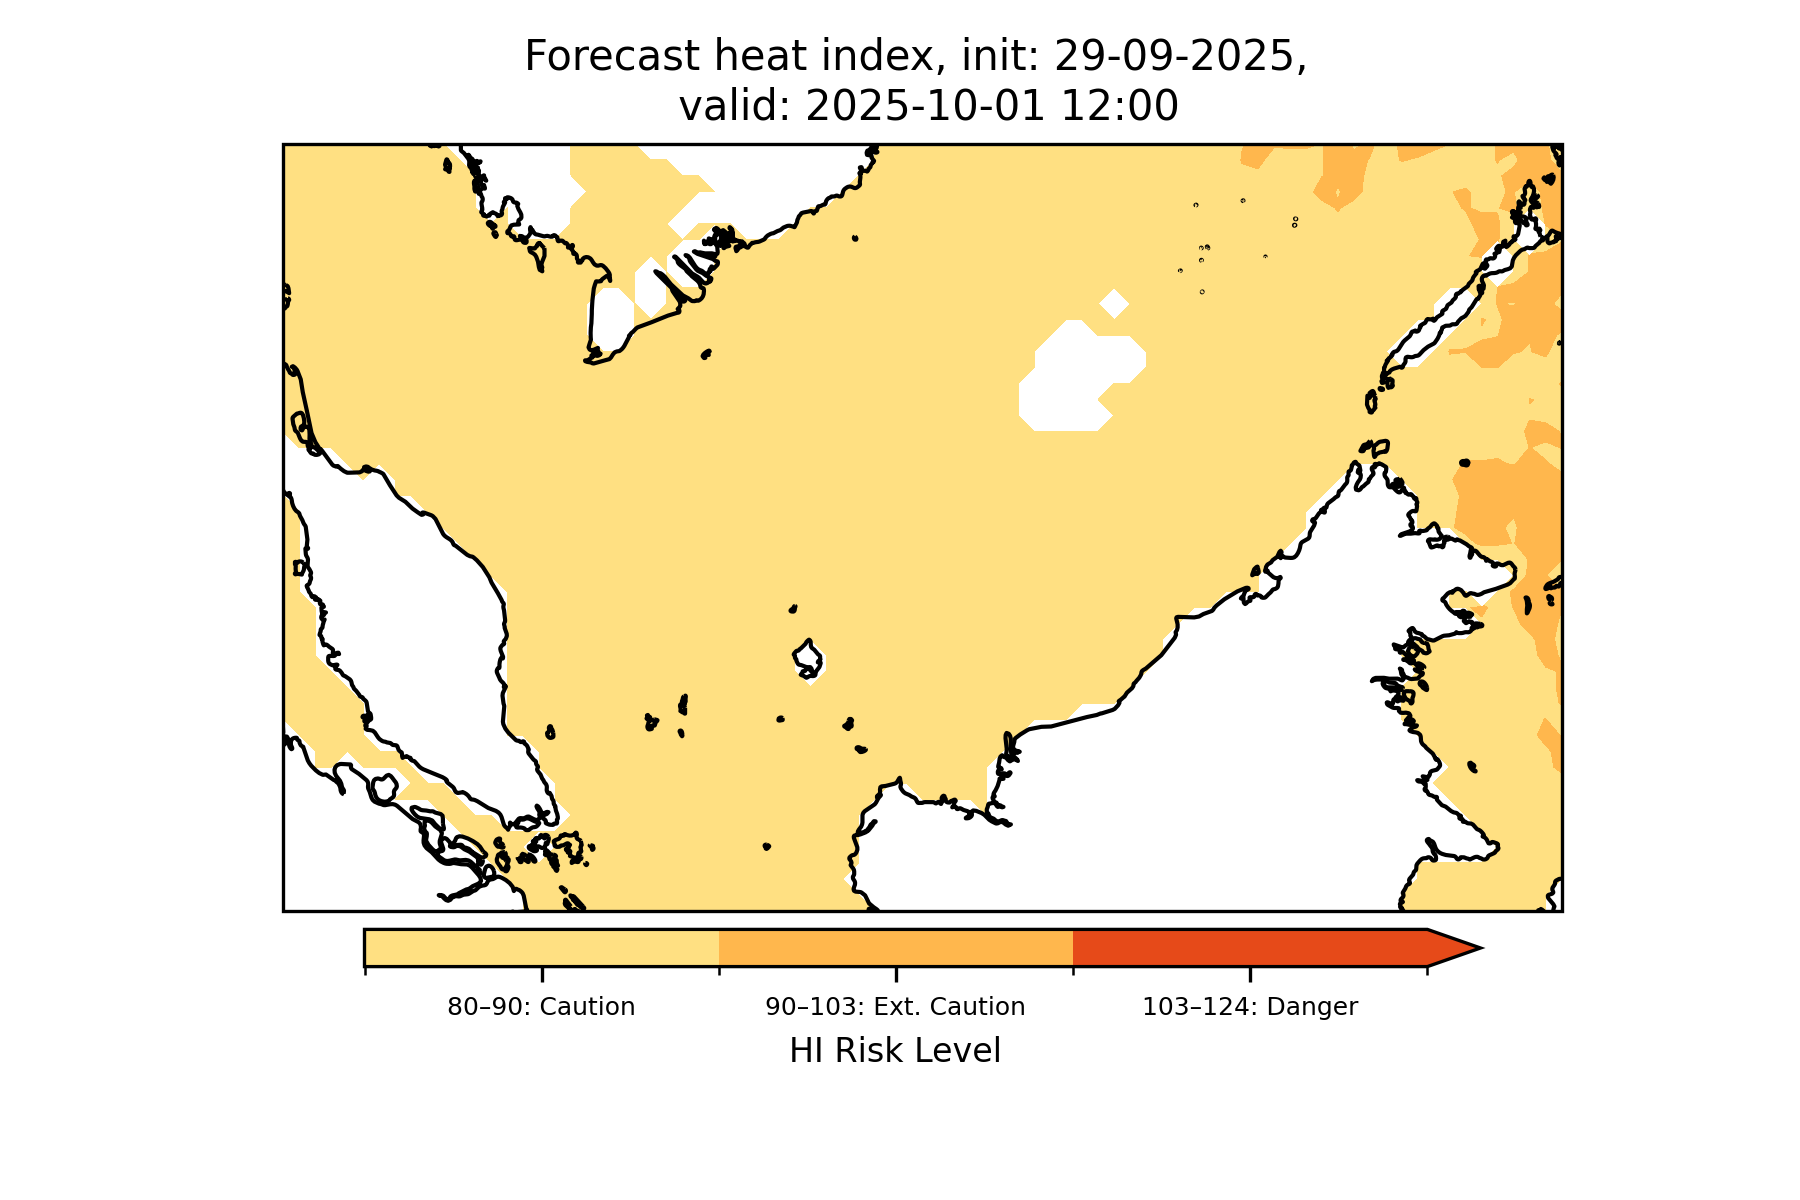 Forecast heat index, init: 29-09-2025,
valid: 2025-10-01 12:00
80–90: Caution
90–103: Ext. Caution
103–124: Danger
HI Risk Level